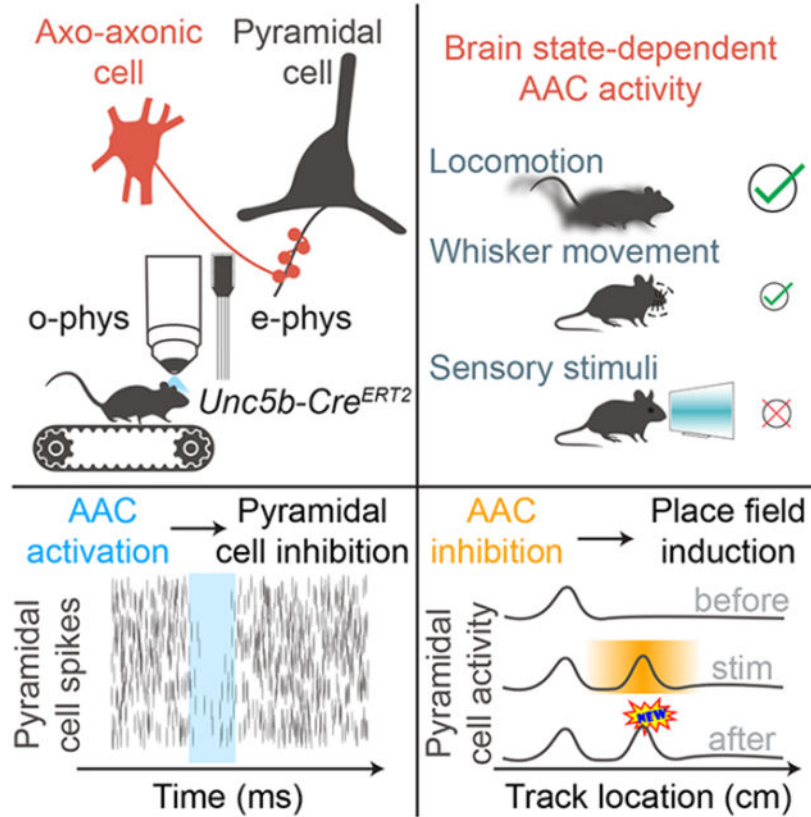 Axo-axonic
cell
Pyramidal
cell
o-phys
e-phys
Unc5b-Cre^ERT2
Brain state-dependent
AAC activity
Locomotion
Whisker movement
Sensory stimuli
AAC
activation
Pyramidal
cell inhibition
Pyramidal
cell spikes
Time (ms)
AAC
inhibition
Place field
induction
Pyramidal
cell activity
before
stim
NEW
after
Track location (cm)